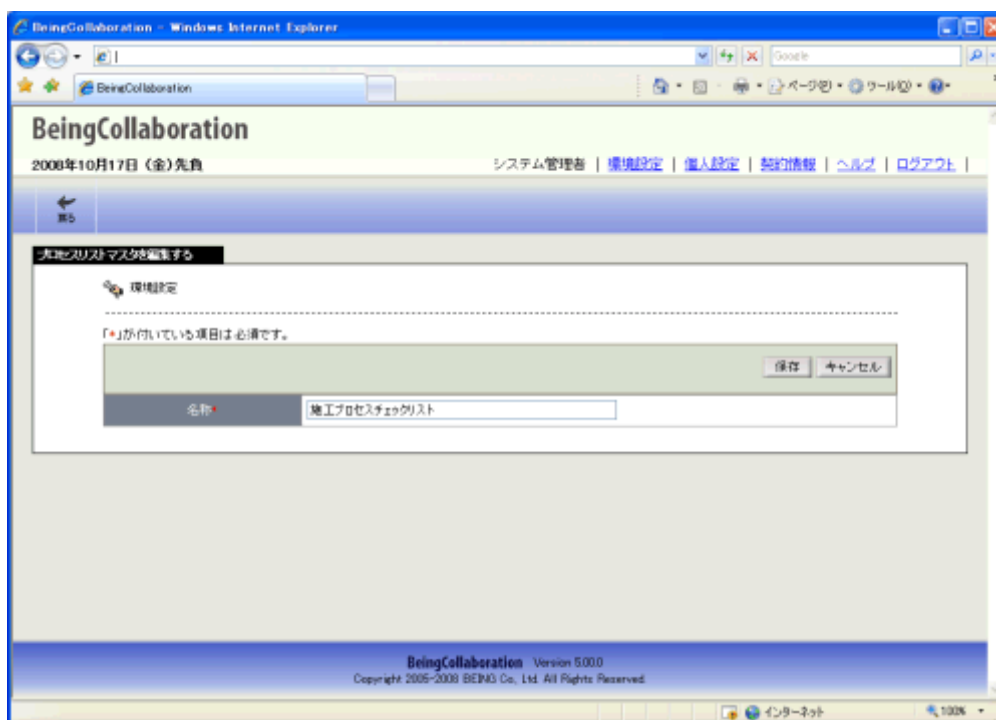 BeingCollaboration - Windows Internet Explorer
Google
BeingCollaboration
ページ(P) ツール(O)
BeingCollaboration
2008年10月17日（金）先負 システム管理者 | 環境設定 | 個人設定 | 契約情報 | ヘルプ | ログアウト |
戻る
プロセスリストマスタを編集する
環境設定
「*」が付いている項目は必須です。
保存 キャンセル
名称* 施工プロセスチェックリスト
BeingCollaboration Version 5.00.0
Copyright 2005-2008 BEING Co., Ltd. All Rights Reserved.
インターネット 100%